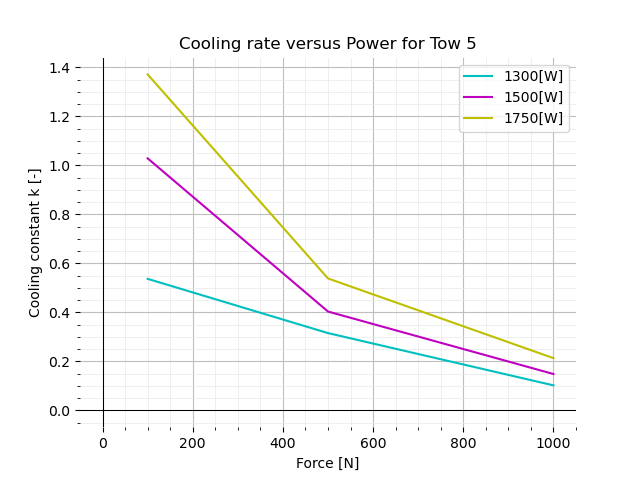 Cooling rate versus Power for Tow 5
1300[W]
1500[W]
1750[W]
Cooling constant k [-]
1.4
1.2
1.0
0.8
0.6
0.4
0.2
0.0
0 200 400 600 800 1000
Force [N]